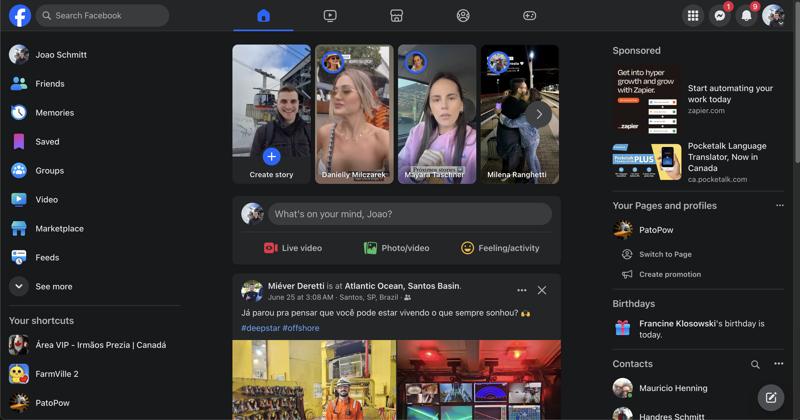 Search Facebook
1
9
Joao Schmitt
Friends
Memories
Saved
Groups
Video
Marketplace
Feeds
See more
Your shortcuts
Área VIP - Irmãos Prezia | Canadá
FarmVille 2
PatoPow
Create story
Danielly Milczarek
Mayara Taschner
Milena Ranghetti
What's on your mind, Joao?
Live video
Photo/video
Feeling/activity
Miéver Deretti is at Atlantic Ocean, Santos Basin.
June 25 at 3:08 AM · Santos, SP, Brazil ·
Já parou pra pensar que você pode estar vivendo o que sempre sonhou? 🙌
#deepstar #offshore
Sponsored
Get into hyper
growth and grow
with Zapier.
zapier
Start automating your
work today
zapier.com
PLUS
Pocketalk Language
Translator, Now in
Canada
ca.pocketalk.com
Your Pages and profiles
PatoPow
Switch to Page
Create promotion
Birthdays
Francine Klosowski's birthday is
today.
Contacts
Mauricio Henning
Handres Schmitt